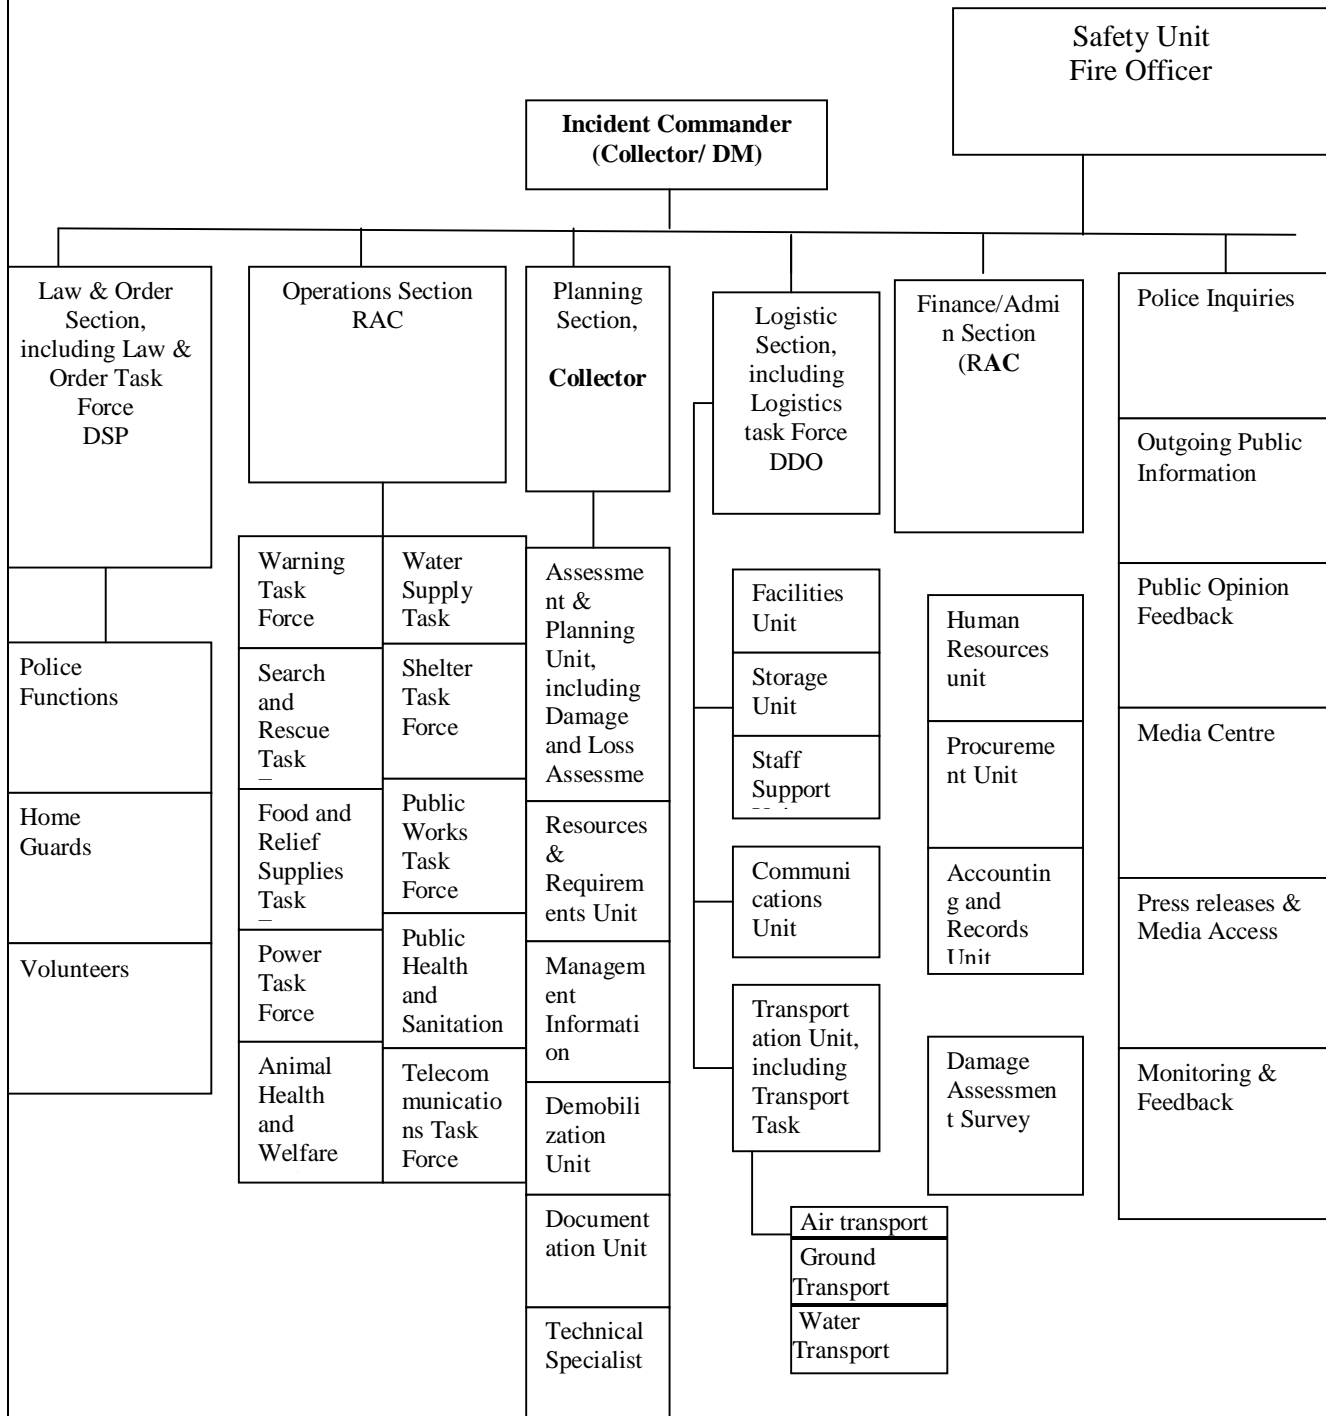 Safety Unit
Fire Officer
Incident Commander
(Collector/ DM)
Law & Order
Section,
including Law &
Order Task
Force
DSP
Operations Section
RAC
Planning
Section,
Collector
Logistic
Section,
including
Logistics
task Force
DDO
Finance/Admi
n Section
(RAC
Police Inquiries
Outgoing Public
Information
Public Opinion
Feedback
Media Centre
Press releases &
Media Access
Monitoring &
Feedback
Police
Functions
Home
Guards
Volunteers
Warning
Task
Force
Search
and
Rescue
Task
Food and
Relief
Supplies
Task
Power
Task
Force
Animal
Health
and
Welfare
Water
Supply
Task
Shelter
Task
Force
Public
Works
Task
Force
Public
Health
and
Sanitation
Telecom
municatio
ns Task
Force
Assessme
nt &
Planning
Unit,
including
Damage
and Loss
Assessme
Resources
&
Requirem
ents Unit
Managem
ent
Informati
on
Demobili
zation
Unit
Document
ation Unit
Technical
Specialist
Facilities
Unit
Storage
Unit
Staff
Support
Communi
cations
Unit
Transport
ation Unit,
including
Transport
Task
Air transport
Ground
Transport
Water
Transport
Human
Resources
unit
Procureme
nt Unit
Accountin
g and
Records
Unit
Damage
Assessmen
t Survey